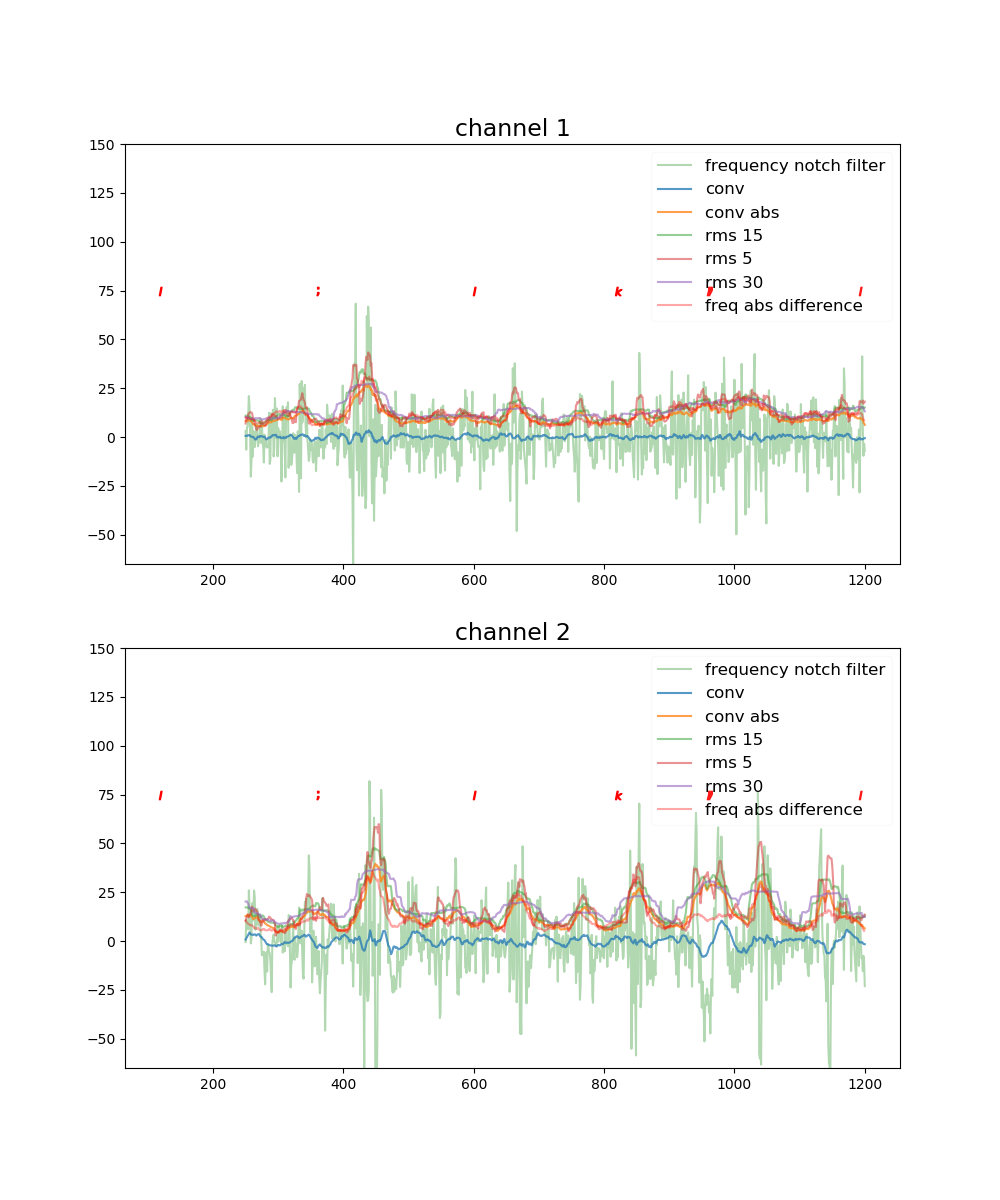 channel 1
150
125
100
75
50
25
0
−25
−50
frequency notch filter
conv
conv abs
rms 15
rms 5
rms 30
freq abs difference
l ; l k l
200 400 600 800 1000 1200
channel 2
150
125
100
75
50
25
0
−25
−50
frequency notch filter
conv
conv abs
rms 15
rms 5
rms 30
freq abs difference
l ; l k l
200 400 600 800 1000 1200